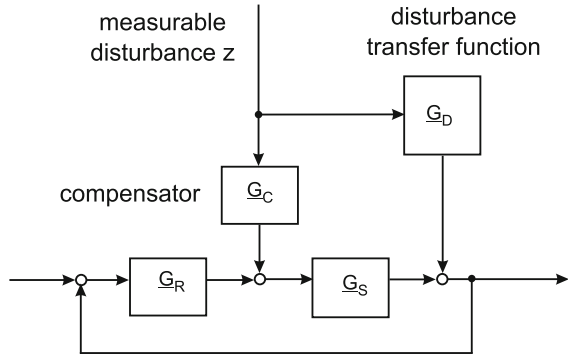 measurable
disturbance z
disturbance
transfer function
G_D
compensator
G_C
G_R
G_S